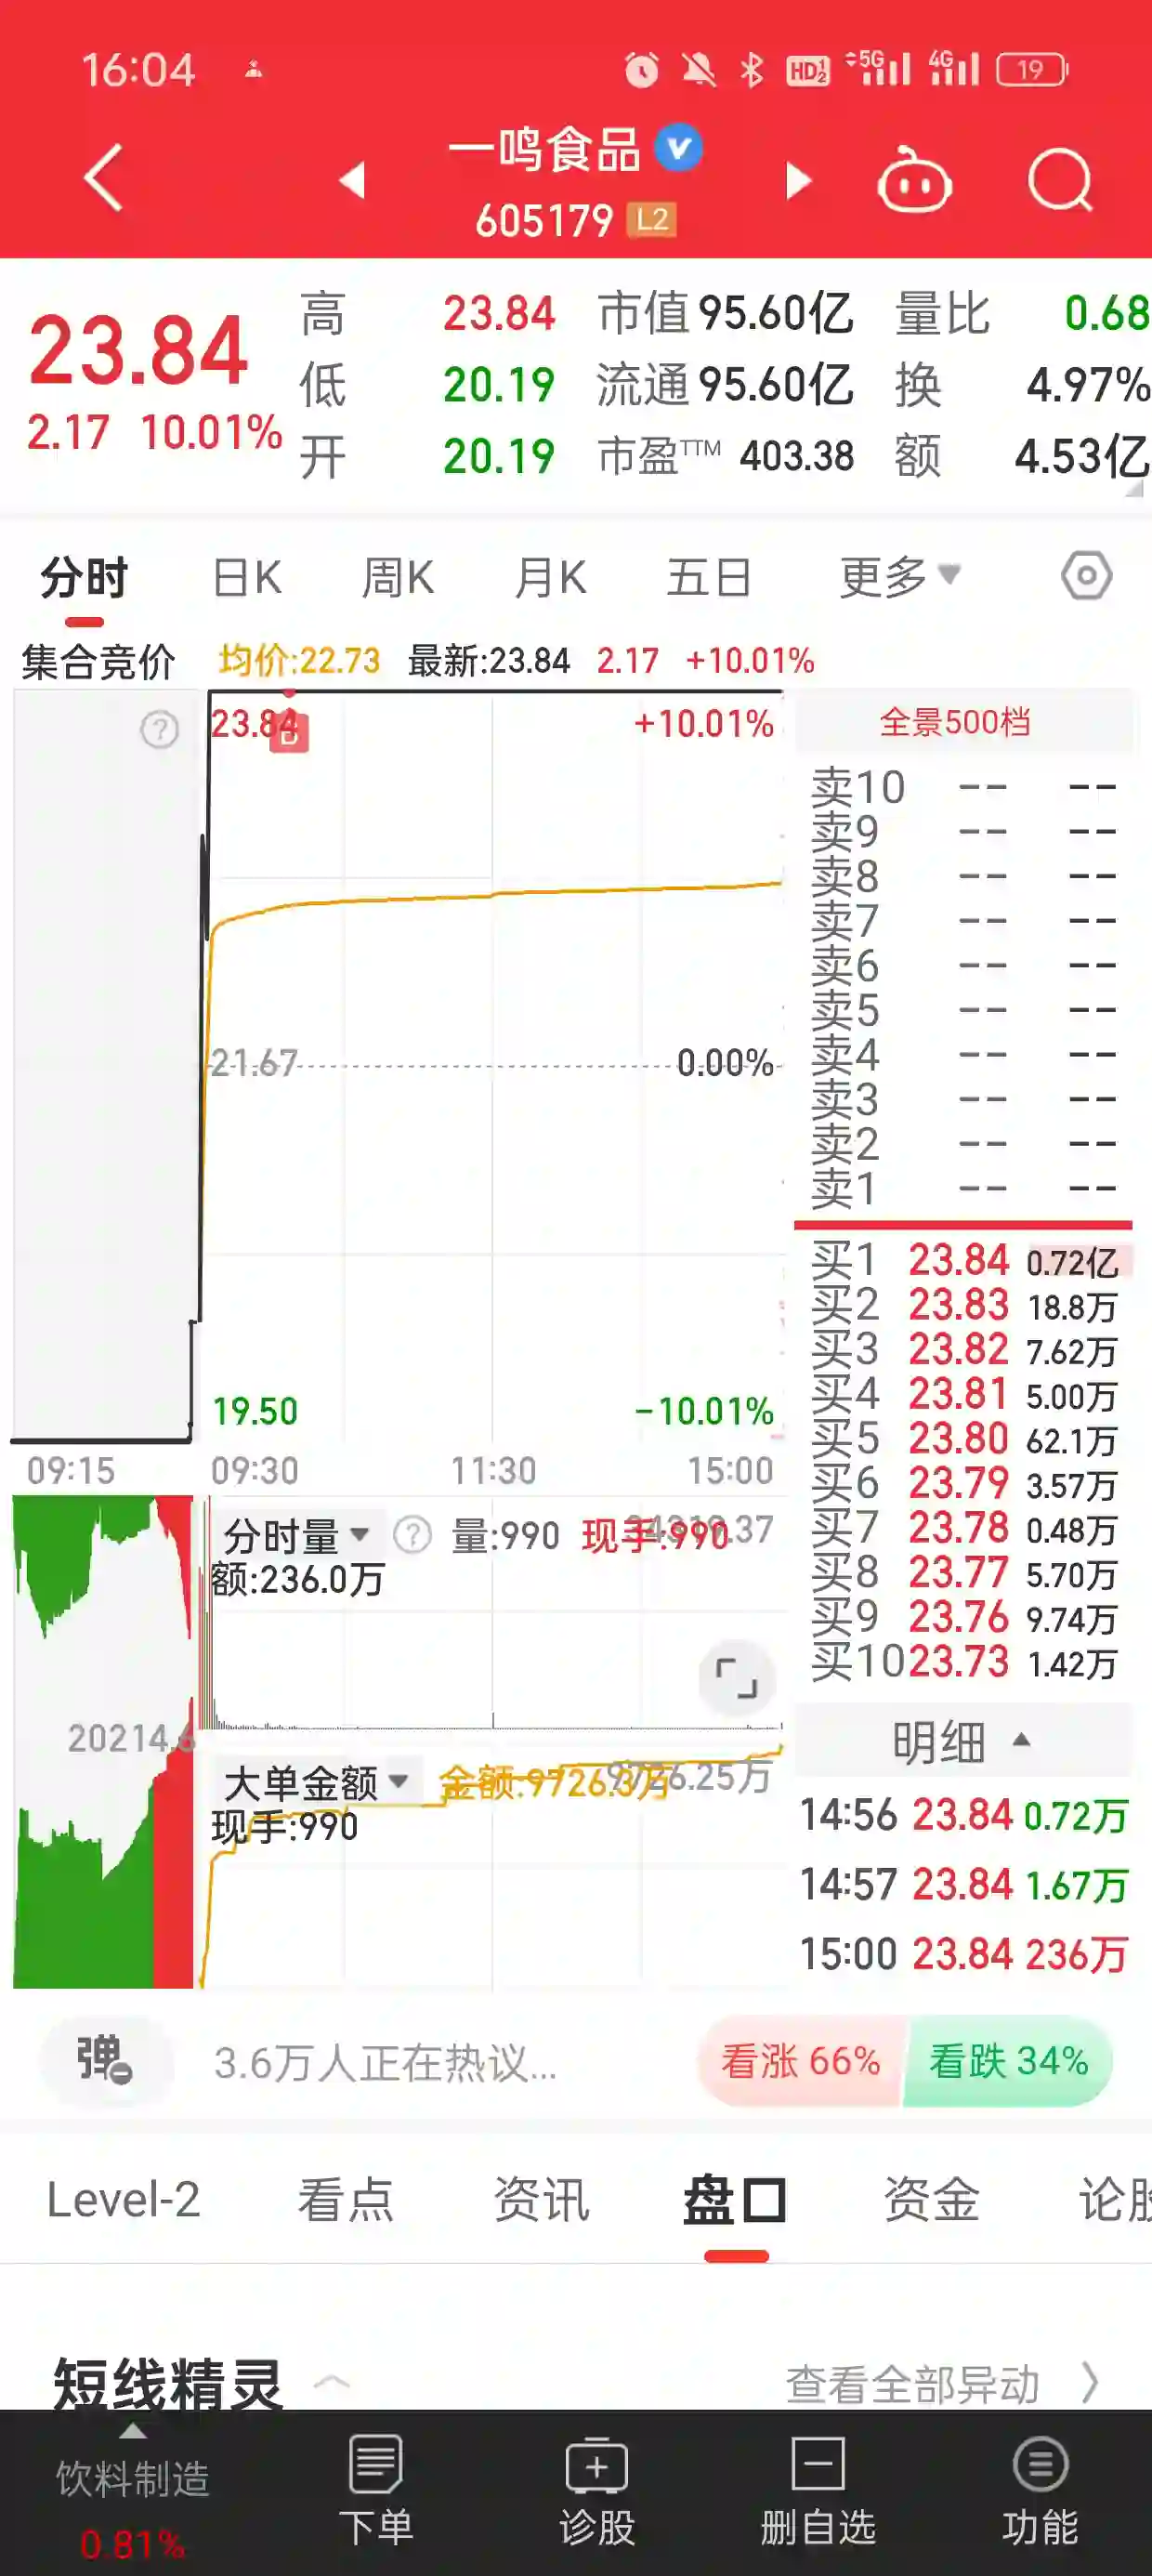 16:04
HD 1 2 5G 4G 19
一鸣食品
605179 L2
23.84
2.17 10.01%
高 23.84 市值 95.60亿 量比 0.68
低 20.19 流通 95.60亿 换 4.97%
开 20.19 市盈TTM 403.38 额 4.53亿
分时 日K 周K 月K 五日 更多
集合竞价 均价:22.73 最新:23.84 2.17 +10.01%
23.84 B +10.01%
21.67 0.00%
19.50 -10.01%
09:15 09:30 11:30 15:00
全景500档
卖10 -- --
卖9 -- --
卖8 -- --
卖7 -- --
卖6 -- --
卖5 -- --
卖4 -- --
卖3 -- --
卖2 -- --
卖1 -- --
买1 23.84 0.72亿
买2 23.83 18.8万
买3 23.82 7.62万
买4 23.81 5.00万
买5 23.80 62.1万
买6 23.79 3.57万
买7 23.78 0.48万
买8 23.77 5.70万
买9 23.76 9.74万
买10 23.73 1.42万
分时量 ? 量:990 现手:990
额:236.0万
20214.6
大单金额 金额:9726.3万 9726.25万
现手:990
明细
14:56 23.84 0.72万
14:57 23.84 1.67万
15:00 23.84 236万
弹 3.6万人正在热议... 看涨 66% 看跌 34%
Level-2 看点 资讯 盘口 资金 论股
短线精灵 查看全部异动
饮料制造 0.81%
下单 诊股 删自选 功能